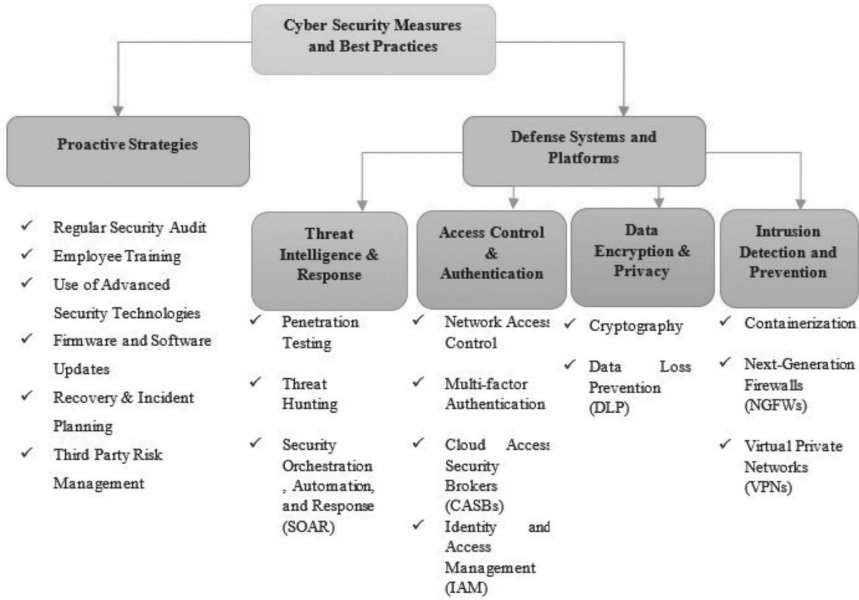 Cyber Security Measures
and Best Practices
Proactive Strategies
Defense Systems and
Platforms
✓ Regular Security Audit
✓ Employee Training
✓ Use of Advanced
Security Technologies
✓ Firmware and Software
Updates
✓ Recovery & Incident
Planning
✓ Third Party Risk
Management
Threat
Intelligence &
Response
✓ Penetration
Testing
✓ Threat
Hunting
✓ Security
Orchestration
, Automation,
and Response
(SOAR)
Access Control
&
Authentication
✓ Network Access
Control
✓ Multi-factor
Authentication
✓ Cloud Access
Security
Brokers
(CASBs)
✓ Identity and
Access
Management
(IAM)
Data
Encryption &
Privacy
✓ Cryptography
✓ Data Loss
Prevention
(DLP)
Intrusion
Detection and
Prevention
✓ Containerization
✓ Next-Generation
Firewalls
(NGFWs)
✓ Virtual Private
Networks
(VPNs)